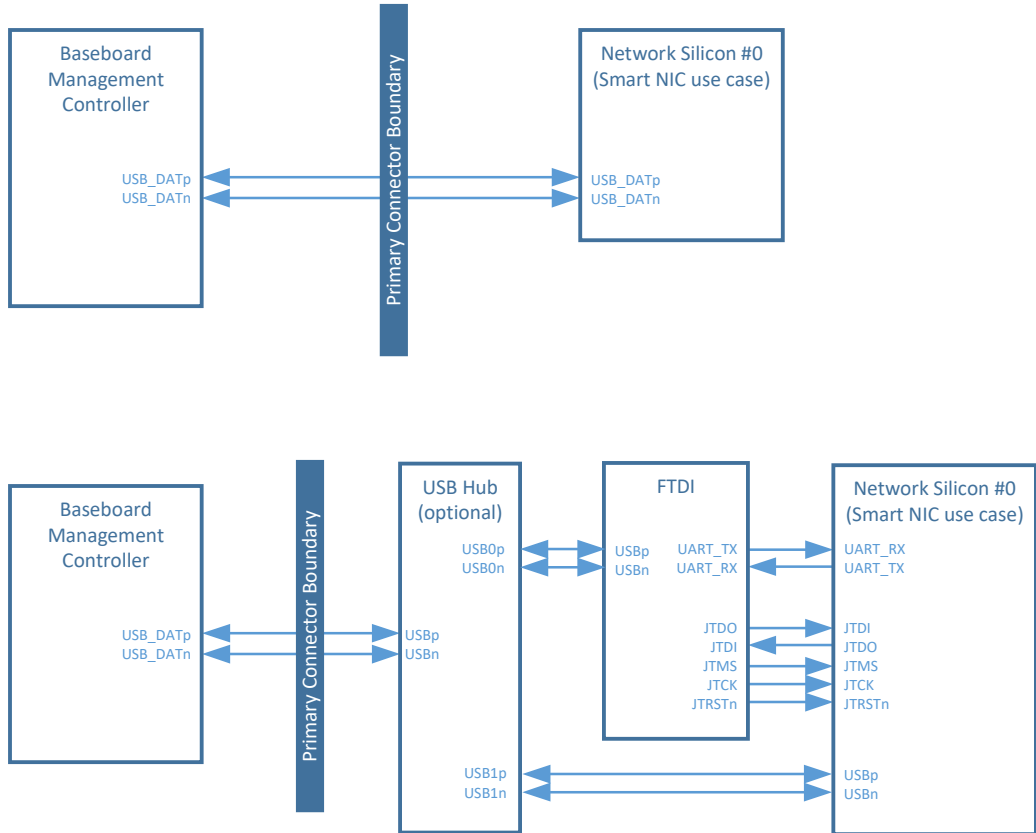 Baseboard
Management
Controller
USB_DATp
USB_DATn
Primary Connector Boundary
Network Silicon #0
(Smart NIC use case)
USB_DATp
USB_DATn
Baseboard
Management
Controller
USB_DATp
USB_DATn
Primary Connector Boundary
USB Hub
(optional)
USB0p
USB0n
USBp
USBn
USB1p
USB1n
FTDI
USBp
USBn
UART_TX
UART_RX
JTDO
JTDI
JTMS
JTCK
JTRSTn
Network Silicon #0
(Smart NIC use case)
UART_RX
UART_TX
JTDI
JTDO
JTMS
JTCK
JTRSTn
USBp
USBn